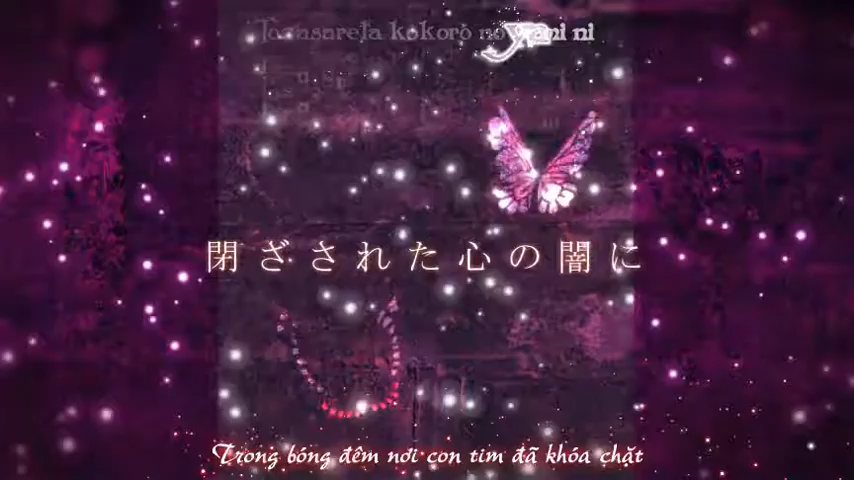 Tozasareta kokoro no yami ni
閉ざされた心の闇に
Trong bóng đêm nơi con tim đã khóa chặt